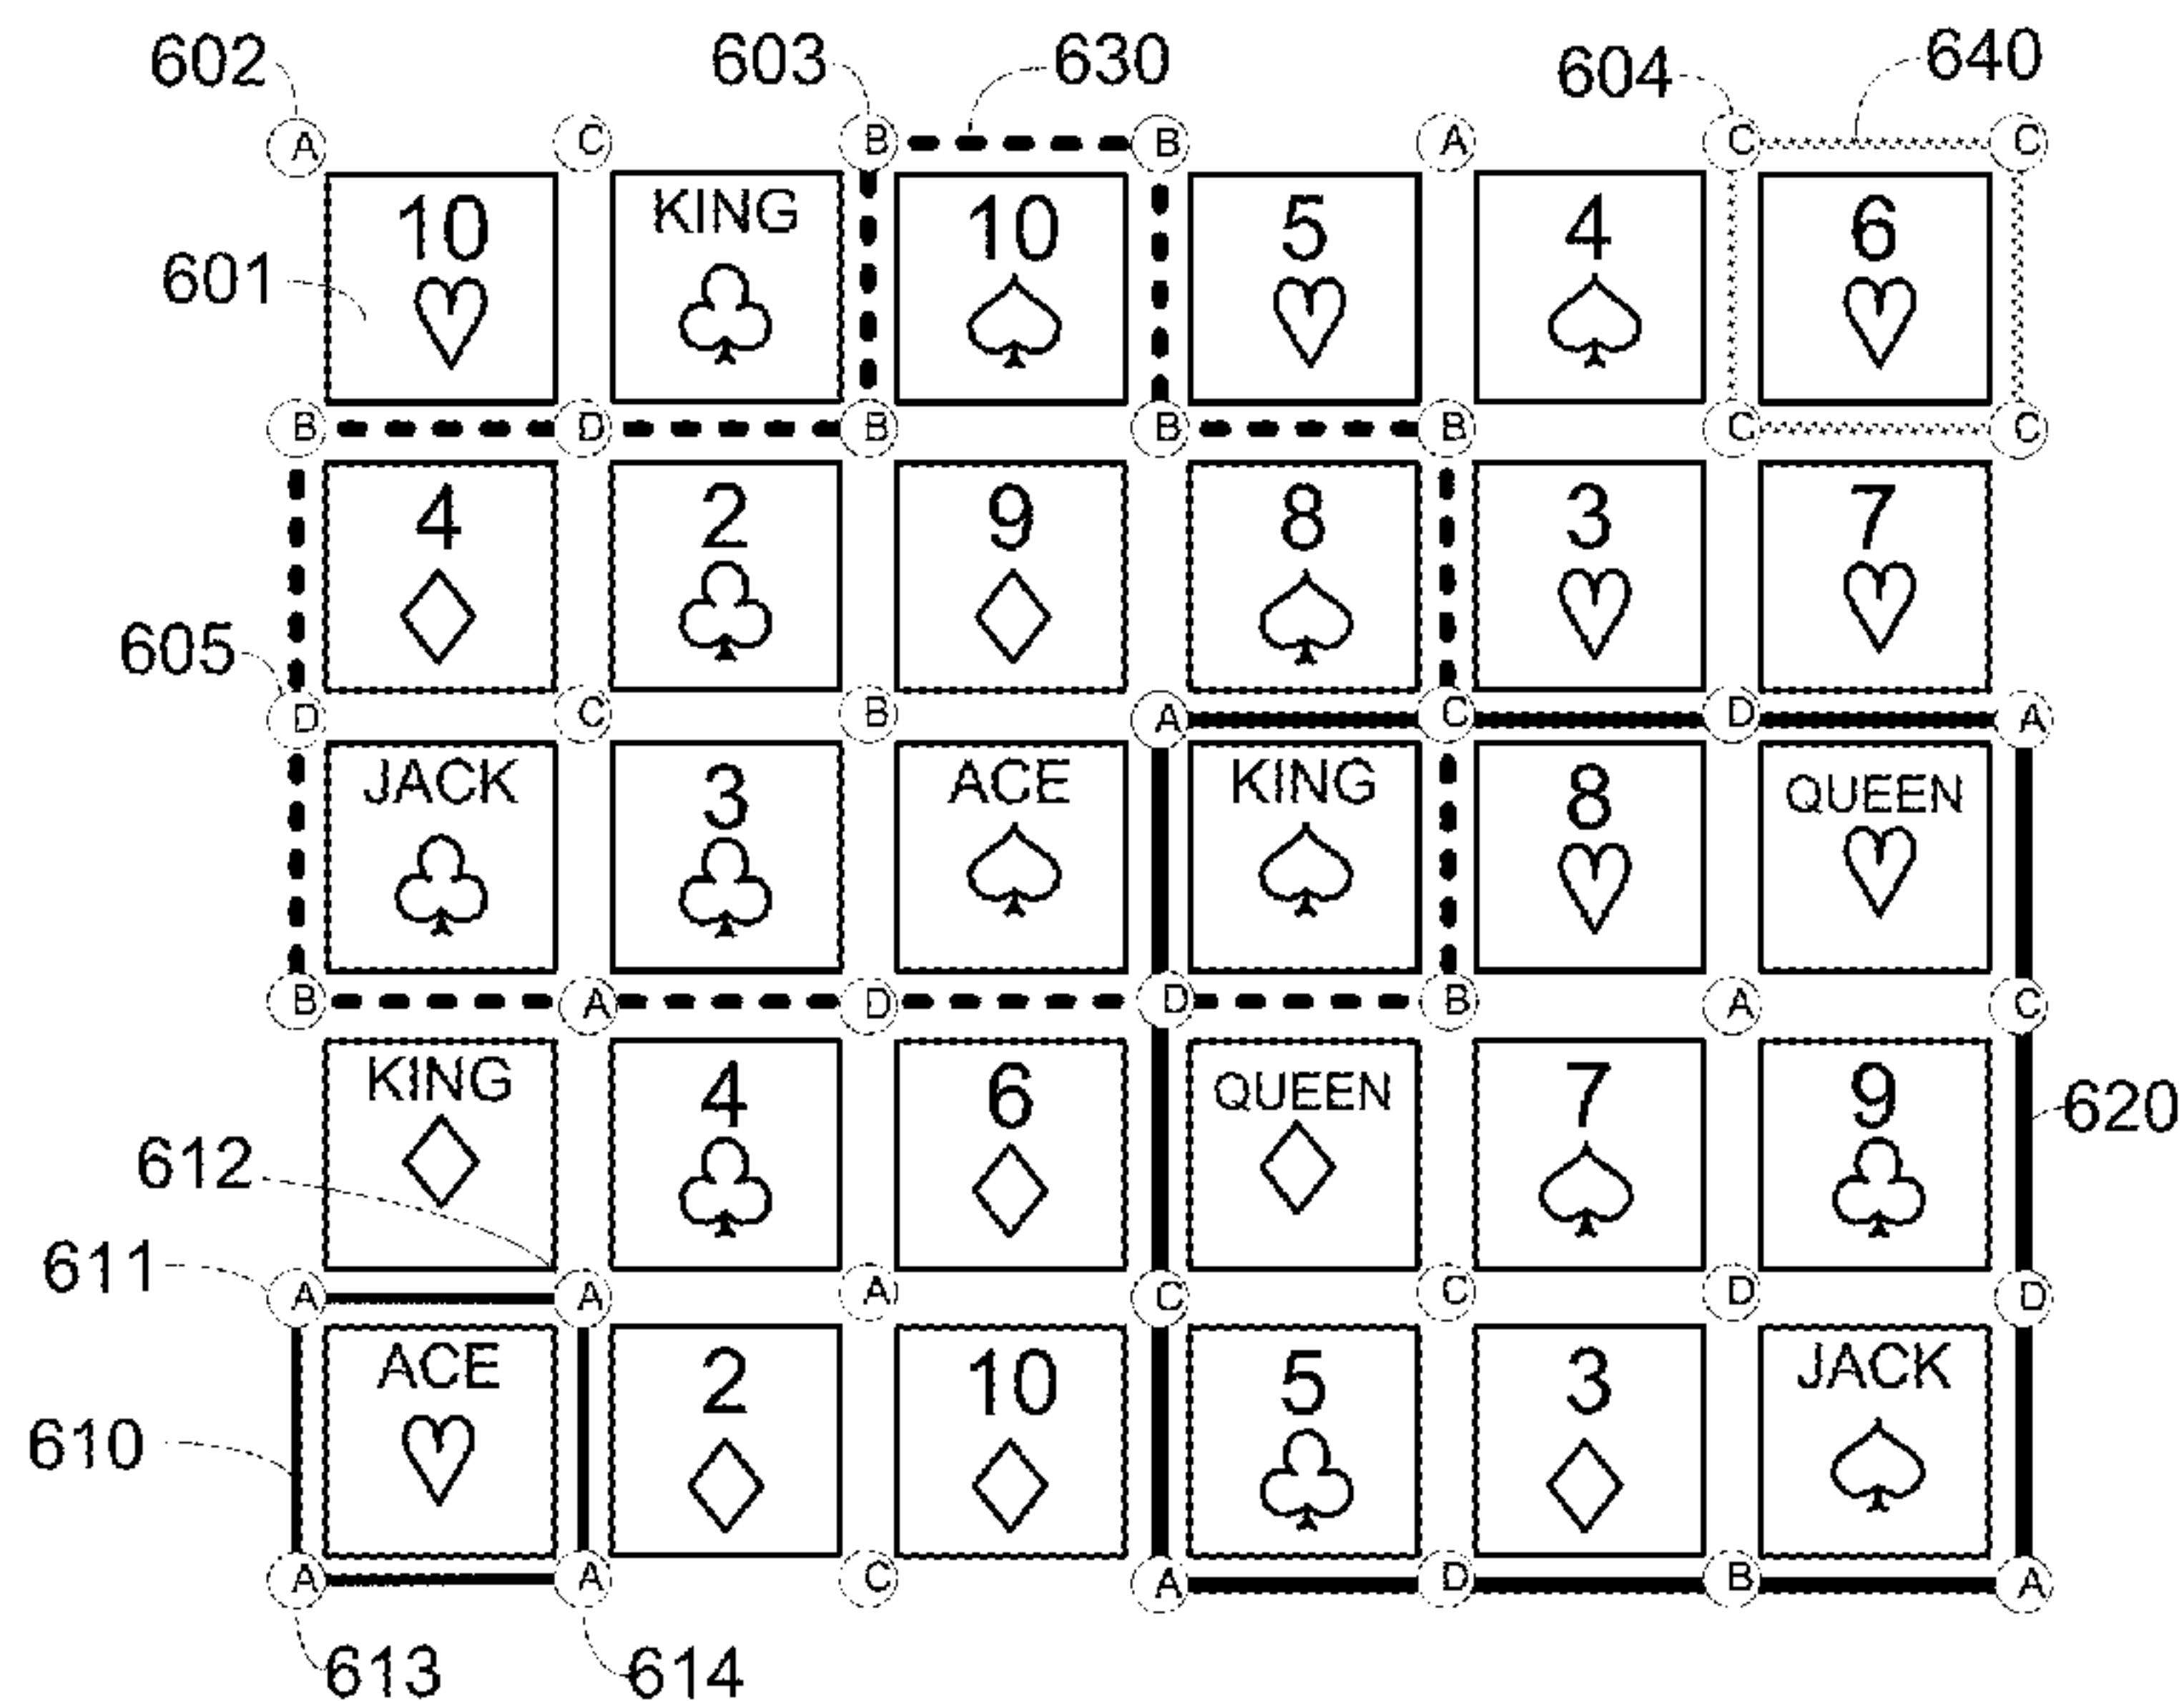 602 603 630 604 640
A C B B A C C
10 KING 10 5 4 6
601
B D B B B C C
4 2 9 8 3 7
605
D C B A C D A
JACK 3 ACE KING 8 QUEEN
B A D D B A C
KING 4 6 QUEEN 7 9
620
612
611
A A A C C D D
ACE 2 10 5 3 JACK
610
A A C A D B A
613 614